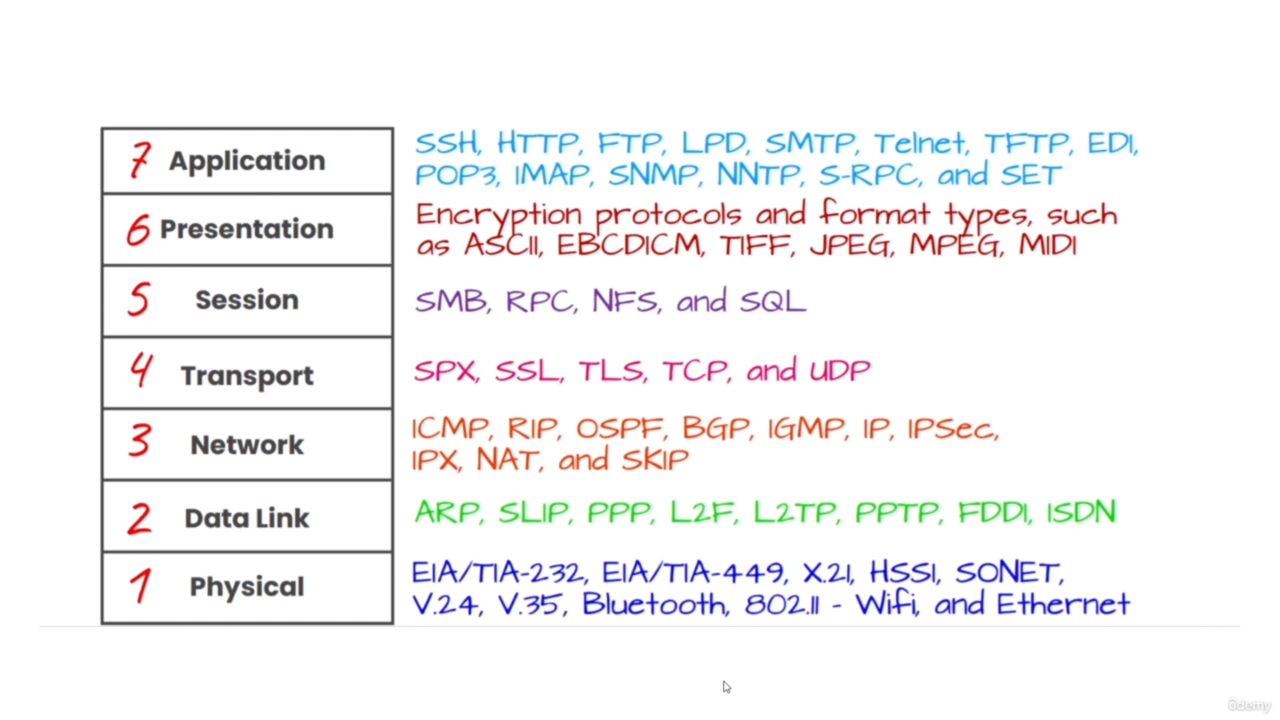 7 Application
SSH, HTTP, FTP, LPD, SMTP, Telnet, TFTP, EDI,
POP3, IMAP, SNMP, NNTP, S-RPC, and SET
6 Presentation
Encryption protocols and format types, such
as ASCII, EBCDICM, TIFF, JPEG, MPEG, MIDI
5 Session
SMB, RPC, NFS, and SQL
4 Transport
SPX, SSL, TLS, TCP, and UDP
3 Network
ICMP, RIP, OSPF, BGP, IGMP, IP, IPSec,
IPX, NAT, and SKIP
2 Data Link
ARP, SLIP, PPP, L2F, L2TP, PPTP, FDDI, ISDN
1 Physical
EIA/TIA-232, EIA/TIA-449, X.21, HSSI, SONET,
V.24, V.35, Bluetooth, 802.11 - Wifi, and Ethernet
ûdemy